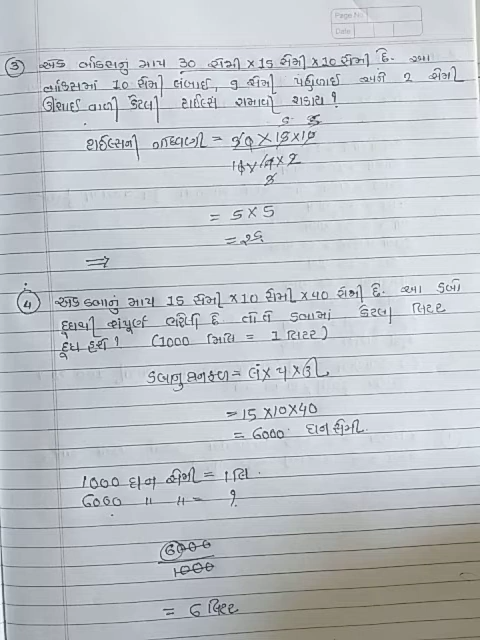 Page No.
Date
③ એક બોક્સનું માપ 30 સેમી × 15 સેમી × 10 સેમી છે. આ
બોક્સમાં 10 સેમી લંબાઈ, 9 સેમી પહોળાઈ અને 2 સેમી
ઊંચાઈ વાળી કેટલી ટાઈલ્સ સમાવી શકાય?
ટાઈલ્સની ગણતરી = 30 × 15 × 10
= 5 × 5
= 25
⇒
④ એક ડબ્બાનું માપ 15 સેમી × 10 સેમી × 40 સેમી છે. આ ડબો
દુધથી સંપૂર્ણ ભરેલી છે તો તે ડબામાં કેટલા લિટર
દૂધ હશે? (1000 મિલિ = 1 લિટર)
ડબાનુ ઘનફળ = લં × પ × ઊં
= 15 × 10 × 40
= 6000 ઘન સેમી.
1000 ઘન સેમી = 1 લિ.
6000 " " = ?
6000
1000
= 6 લિટર